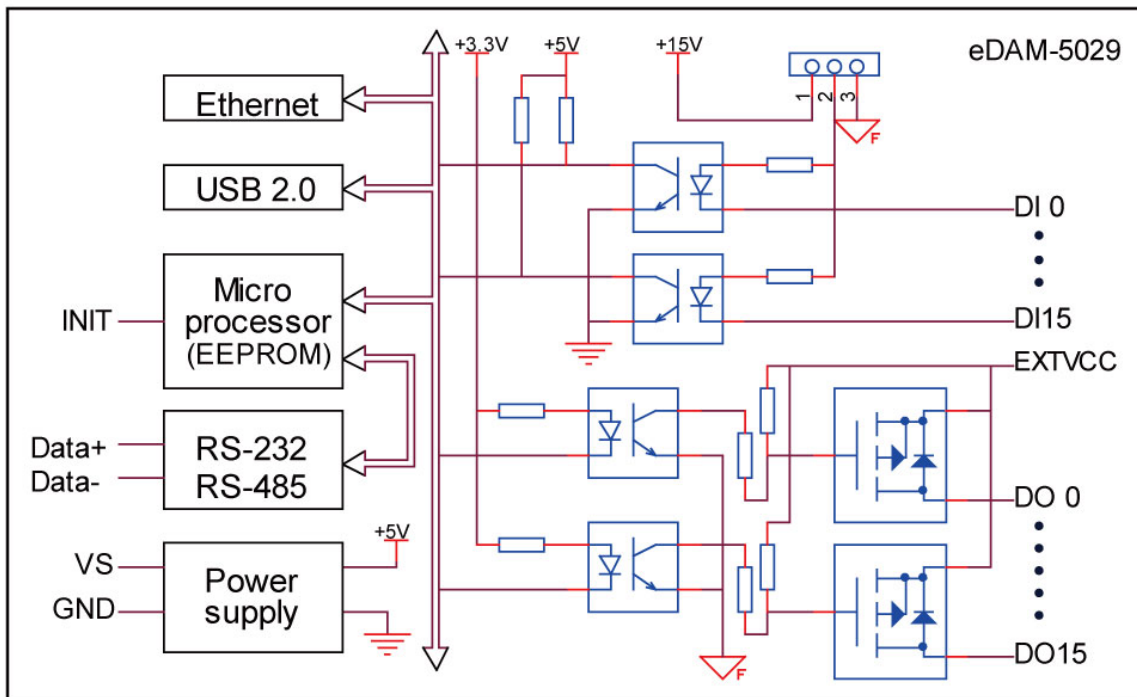 +3.3V
+5V
+15V
eDAM-5029
1
2
3
F
Ethernet
USB 2.0
DI 0
INIT
Micro
processor
(EEPROM)
DI15
EXTVCC
Data+
Data-
RS-232
RS-485
DO 0
+5V
VS
GND
Power
supply
DO15
F